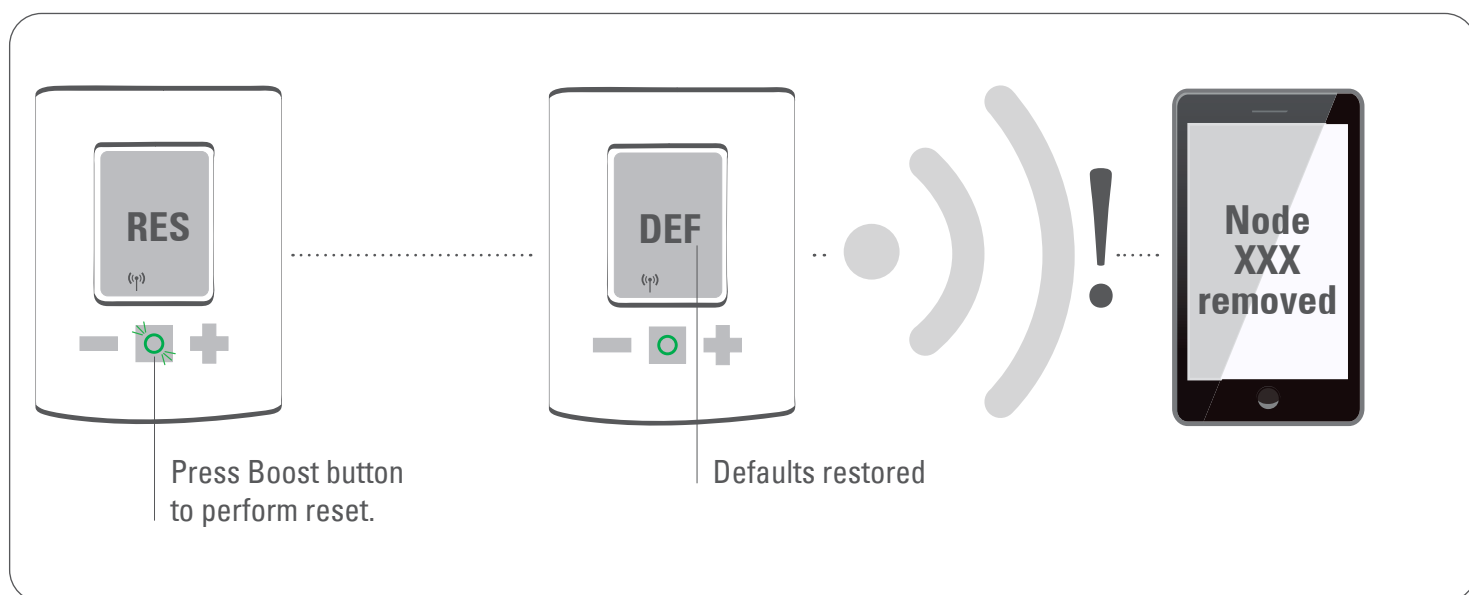 RES
DEF
Node
XXX
removed
Press Boost button
to perform reset.
Defaults restored